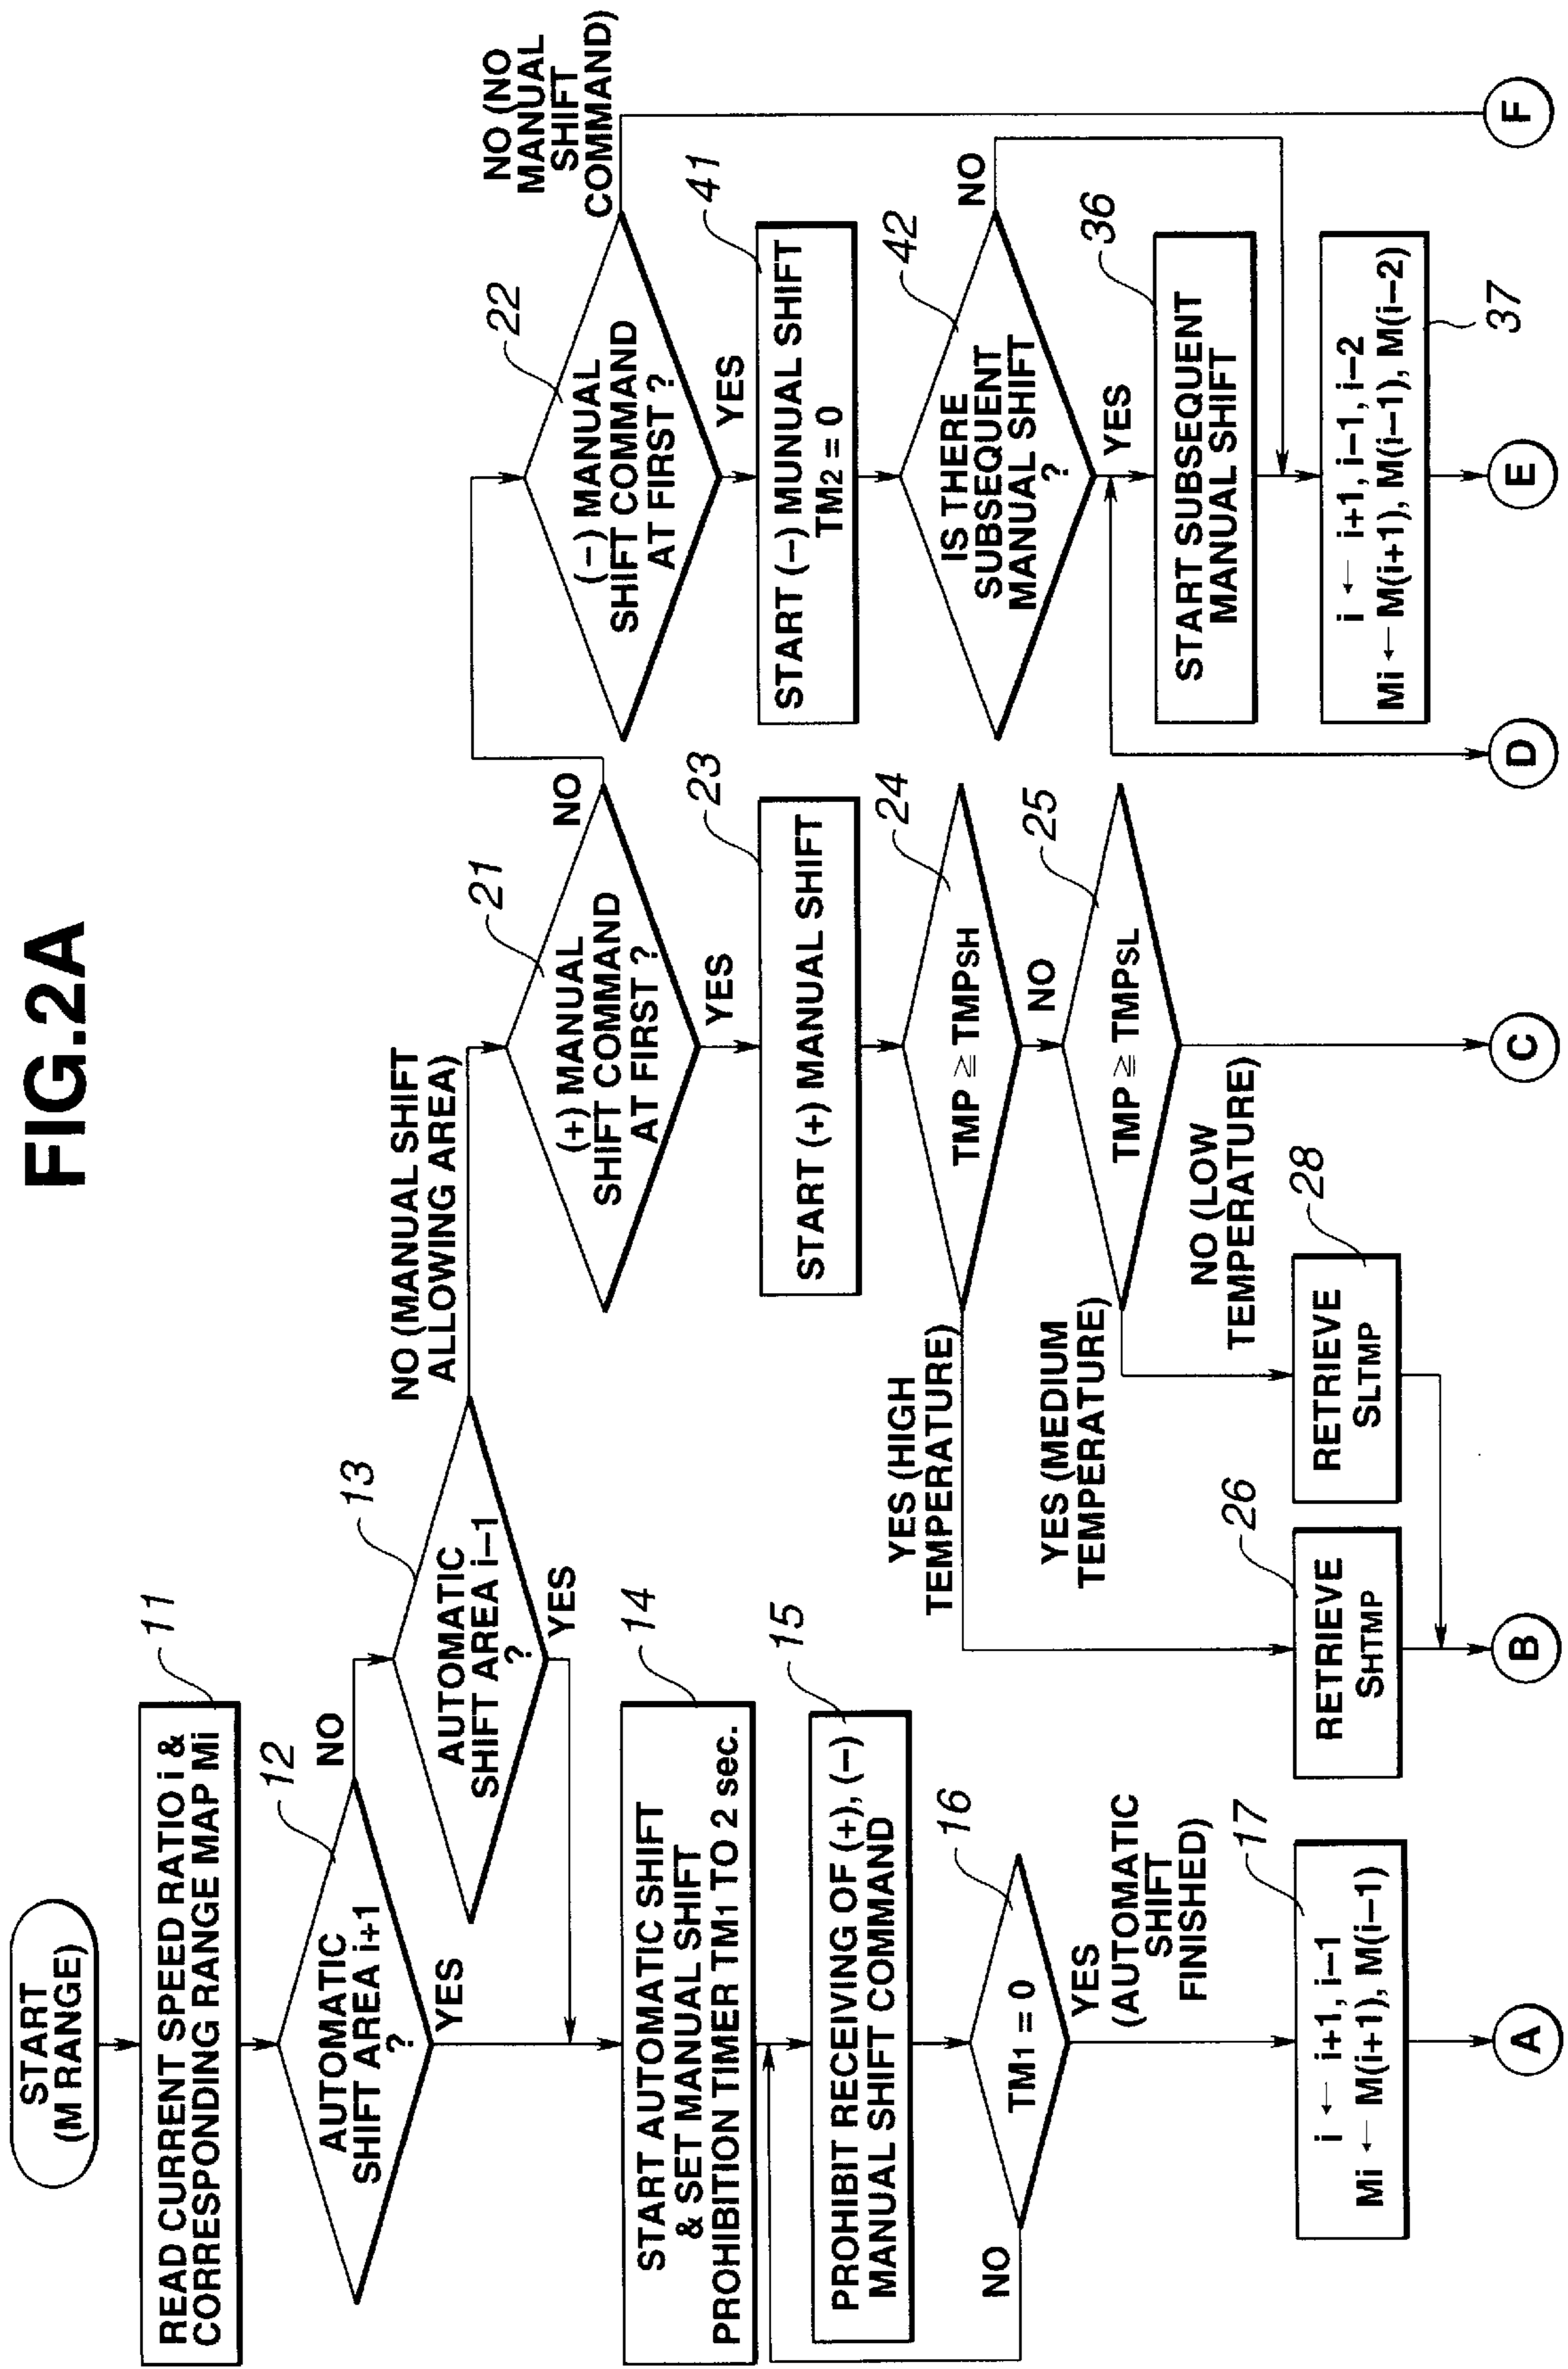 FIG.2A
START
(M RANGE)
11
READ CURRENT SPEED RATIO i &
CORRESPONDING RANGE MAP Mi
12
AUTOMATIC
SHIFT AREA i+1
?
NO
YES
13
AUTOMATIC
SHIFT AREA i–1
?
YES
NO (MANUAL SHIFT
ALLOWING AREA)
14
START AUTOMATIC SHIFT
& SET MANUAL SHIFT
PROHIBITION TIMER TM1 TO 2 sec.
15
PROHIBIT RECEIVING OF (+), (–)
MANUAL SHIFT COMMAND
16
TM1 = 0
NO
YES
(AUTOMATIC
SHIFT
FINISHED)
17
i ← i+1, i–1
Mi ← M(i+1), M(i–1)
A
21
(+) MANUAL
SHIFT COMMAND
AT FIRST ?
NO
YES
23
START (+) MANUAL SHIFT
24
TMP ≧ TMPSH
YES (HIGH
TEMPERATURE)
NO
25
TMP ≧ TMPSL
YES (MEDIUM
TEMPERATURE)
NO (LOW
TEMPERATURE)
26
RETRIEVE
SHTMP
28
RETRIEVE
SLTMP
B
C
22
(–) MANUAL
SHIFT COMMAND
AT FIRST ?
NO (NO
MANUAL
SHIFT
COMMAND)
YES
41
START (–) MUNUAL SHIFT
TM2 = 0
42
IS THERE
SUBSEQUENT
MANUAL SHIFT
?
NO
YES
36
START SUBSEQUENT
MANUAL SHIFT
i ← i+1, i–1, i–2
Mi ← M(i+1), M(i–1), M(i–2)
37
D
E
F